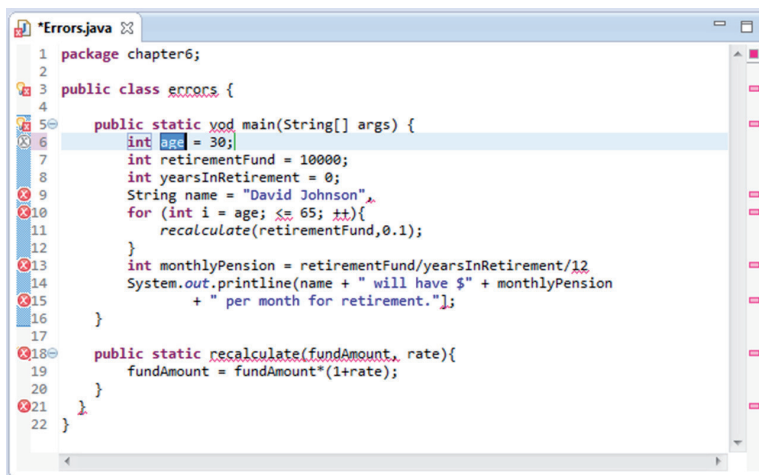 *Errors.java
1 package chapter6;
2
3 public class errors {
4
5 public static vod main(String[] args) {
6 int age = 30;
7 int retirementFund = 10000;
8 int yearsInRetirement = 0;
9 String name = "David Johnson",
10 for (int i = age; <= 65; ++){
11 recalculate(retirementFund,0.1);
12 }
13 int monthlyPension = retirementFund/yearsInRetirement/12
14 System.out.printline(name + " will have $" + monthlyPension
15 + " per month for retirement."];
16 }
17
18 public static recalculate(fundAmount, rate){
19 fundAmount = fundAmount*(1+rate);
20 }
21 }
22 }